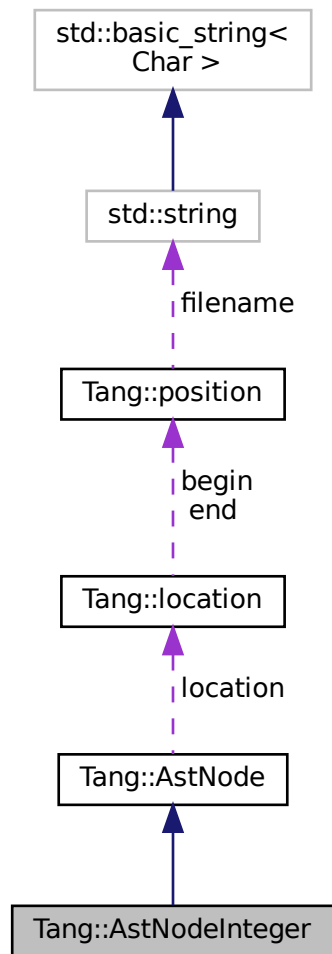 std::basic_string<
Char >
std::string
filename
Tang::position
begin
end
Tang::location
location
Tang::AstNode
Tang::AstNodeInteger